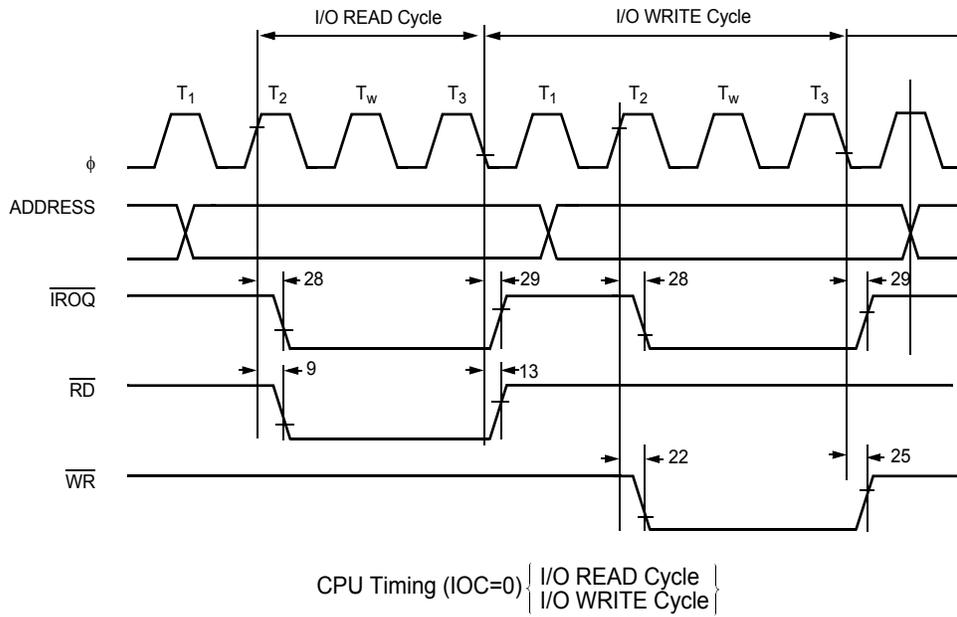 I/O READ Cycle I/O WRITE Cycle
T1 T2 Tw T3 T1 T2 Tw T3
ϕ
ADDRESS
28 29 28 29
IROQ
9 13
RD
22 25
WR
CPU Timing (IOC=0) { I/O READ Cycle }
I/O WRITE Cycle